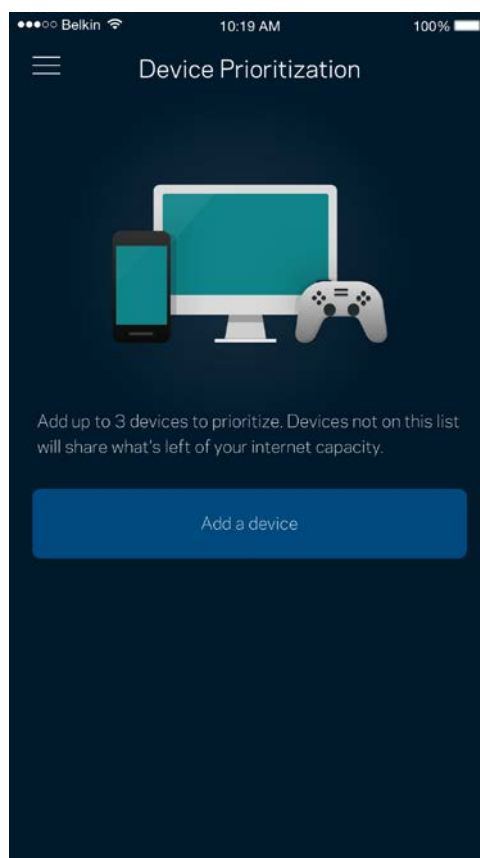 Belkin 10:19 AM 100%
Device Prioritization
Add up to 3 devices to prioritize. Devices not on this list
will share what's left of your internet capacity.
Add a device